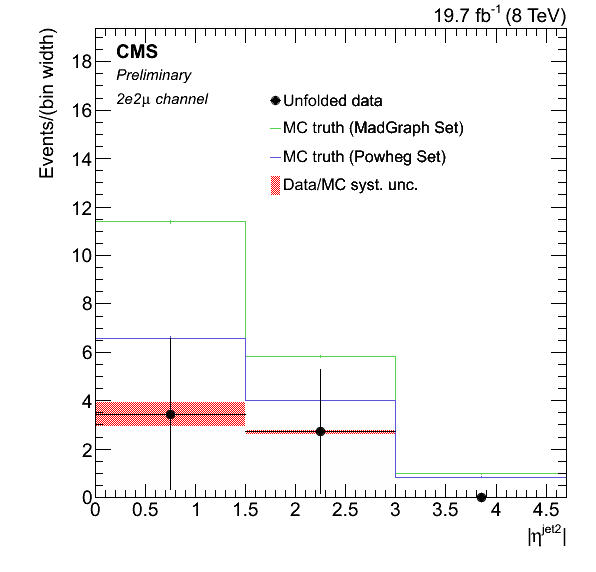 19.7 fb⁻¹ (8 TeV)
Events/(bin width)
CMS
Preliminary
2e2μ channel
Unfolded data
MC truth (MadGraph Set)
MC truth (Powheg Set)
Data/MC syst. unc.
18
16
14
12
10
8
6
4
2
0
0 0.5 1 1.5 2 2.5 3 3.5 4 4.5
|η^jet2|